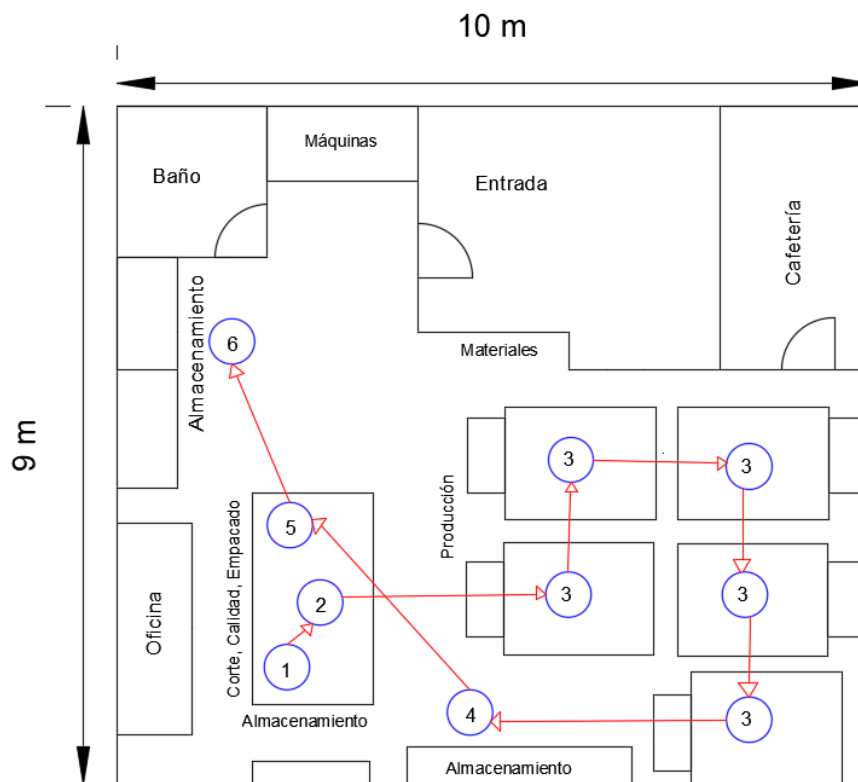 10 m
Máquinas
Baño
Entrada
Cafetería
Almacenamiento
6
Materiales
9 m
3
3
Producción
5
Corte, Calidad, Empacado
2
3
3
Oficina
1
4
3
Almacenamiento
Almacenamiento